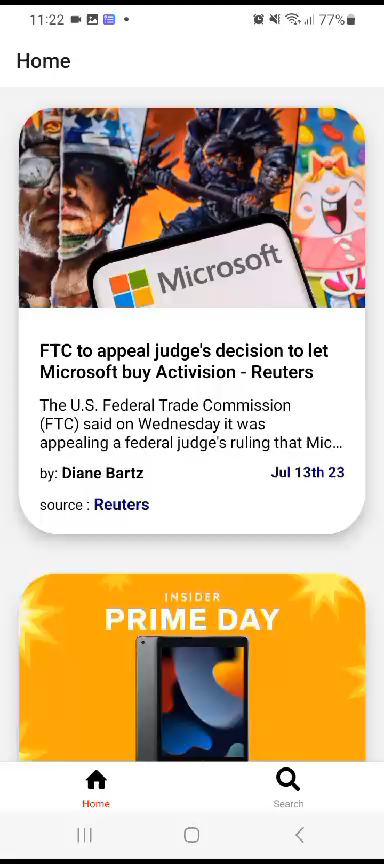 11:22
77%
Home
Microsoft
FTC to appeal judge's decision to let
Microsoft buy Activision - Reuters
The U.S. Federal Trade Commission
(FTC) said on Wednesday it was
appealing a federal judge's ruling that Mic...
by: Diane Bartz
Jul 13th 23
source : Reuters
INSIDER
PRIME DAY
Home
Search